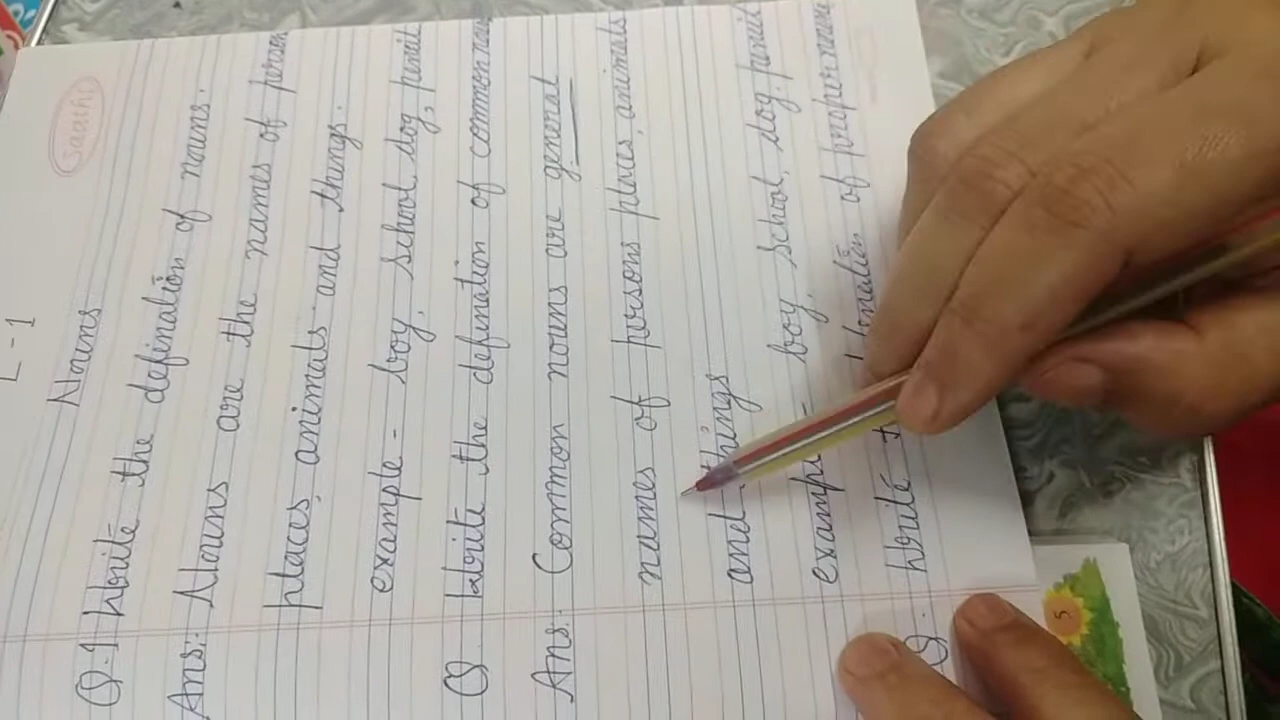 saathi
L - 1
Nouns
Q.1 Write the defination of nouns.
Ans:- Nouns are the names of person
places, animals and things.
example - boy, school, dog, pencil
Q. Write the defination of common noun
Ans. Common nouns are general
names of persons places, animals
and things
example - boy, school, dog, pencil
Q. Write of proper noun
5